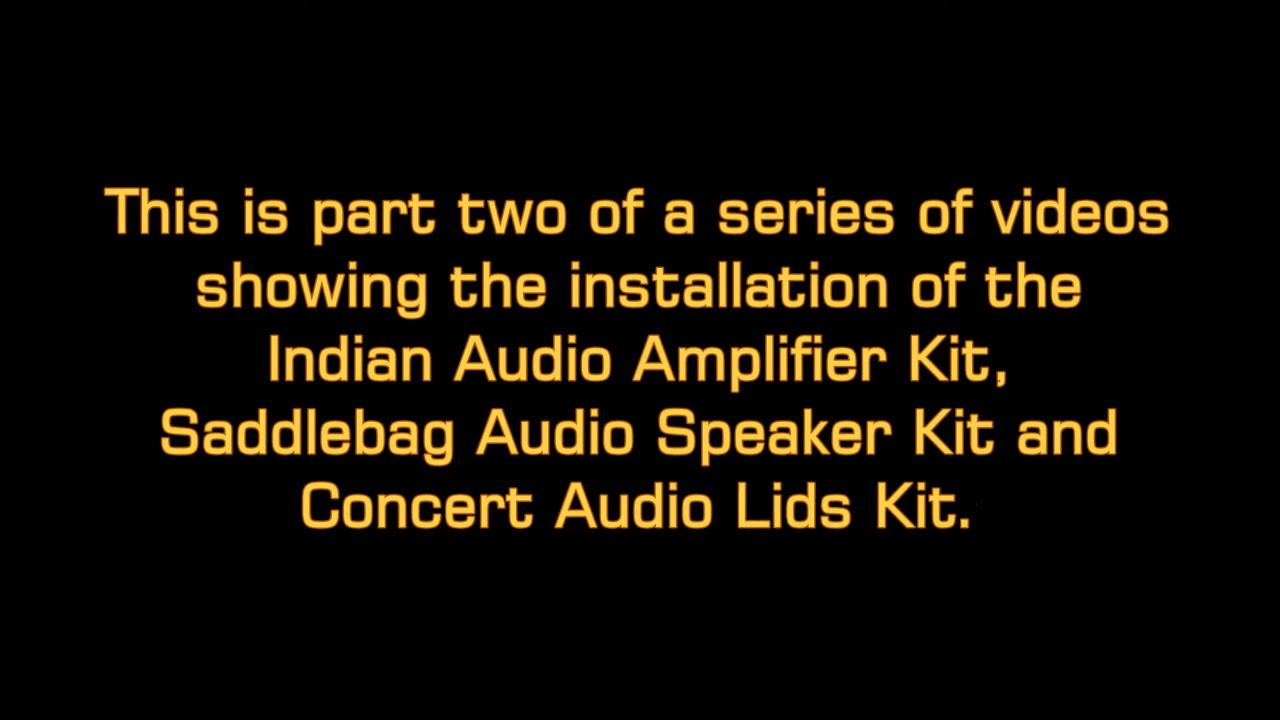 This is part two of a series of videos
showing the installation of the
Indian Audio Amplifier Kit,
Saddlebag Audio Speaker Kit and
Concert Audio Lids Kit.